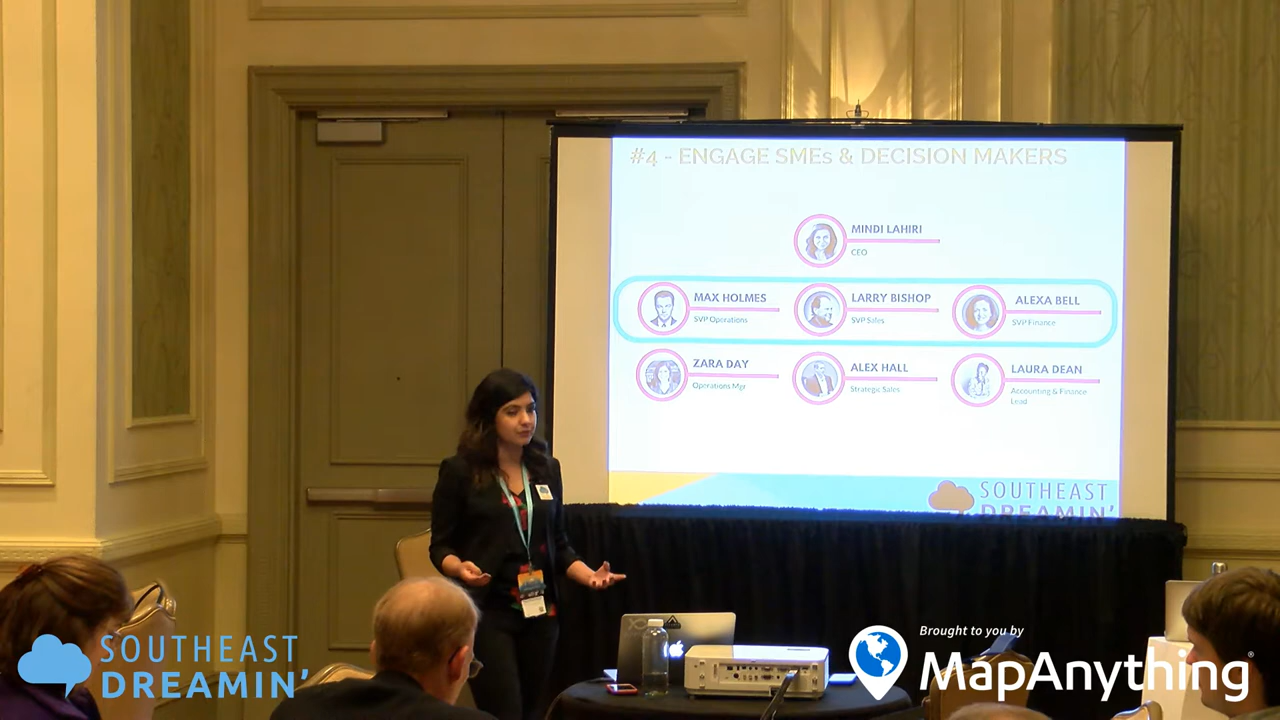 #4 - ENGAGE SMEs & DECISION MAKERS
MINDI LAHIRI
CEO
MAX HOLMES
SVP Operations
LARRY BISHOP
SVP Sales
ALEXA BELL
SVP Finance
ZARA DAY
Operations Mgr
ALEX HALL
Strategic Sales
LAURA DEAN
Accounting & Finance
Lead
SOUTHEAST
DREAMIN'
SOUTHEAST
DREAMIN'
Brought to you by
MapAnything®